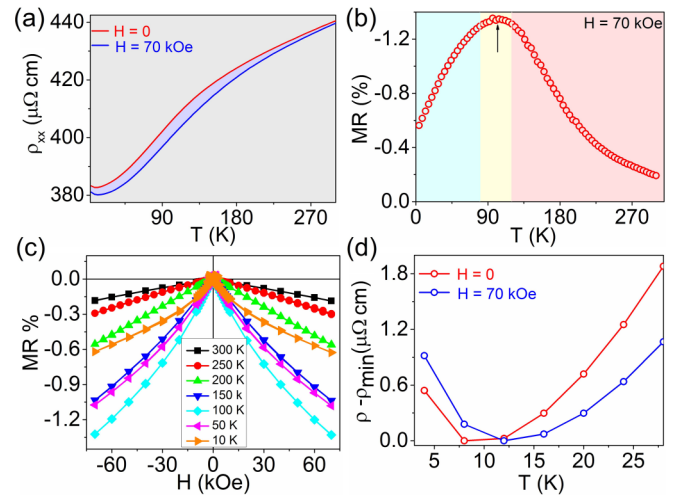 (a)
H = 0
H = 70 kOe
440
420
400
380
ρxx (μΩ cm)
90 180 270
T (K)
(b)
H = 70 kOe
-1.2
-0.8
-0.4
0.0
MR (%)
0 90 180 270
T (K)
(c)
0.0
-0.3
-0.6
-0.9
-1.2
MR %
300 K
250 K
200 K
150 k
100 K
50 K
10 K
-60 -30 0 30 60
H (kOe)
(d)
H = 0
H = 70 kOe
1.8
1.2
0.6
0.0
ρ -ρmin(μΩ cm)
5 10 15 20 25
T (K)